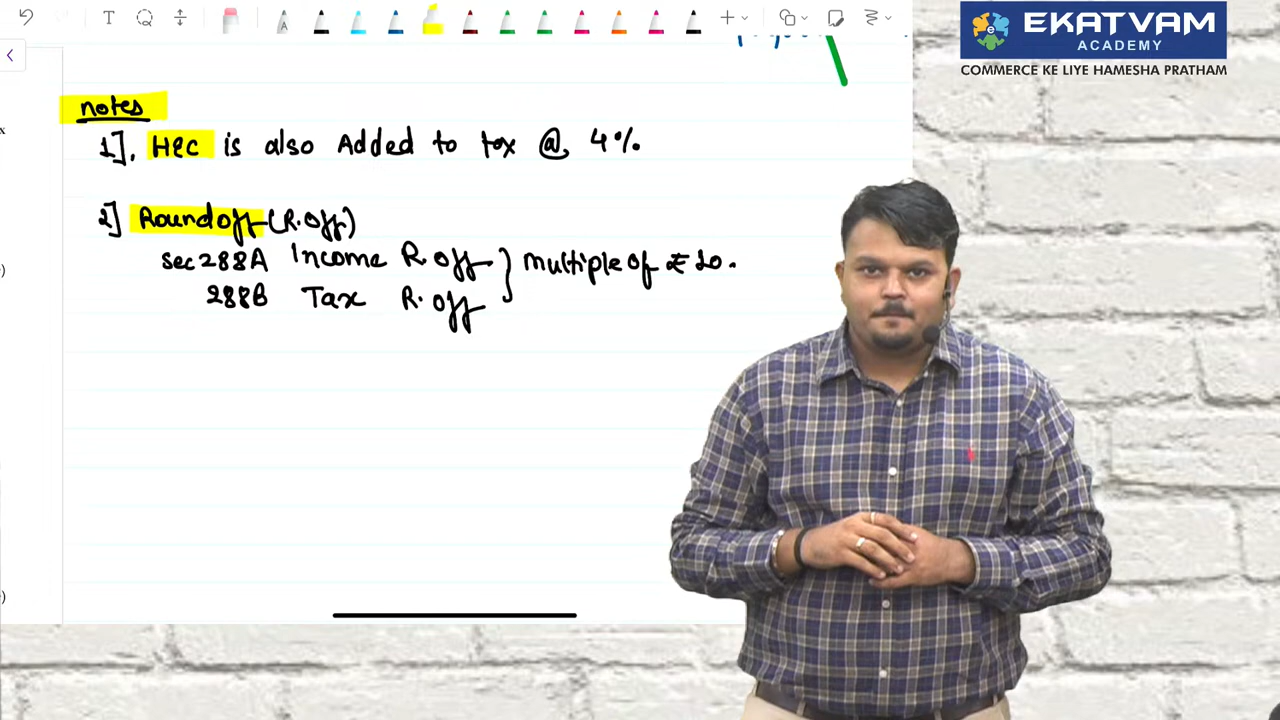 EKATVAM
ACADEMY
COMMERCE KE LIYE HAMESHA PRATHAM
notes
1]. HEC is also Added to tax @ 4%
2] Roundoff (R.off)
sec 288A Income R.off } multiple of ₹ 10.
288B Tax R.off